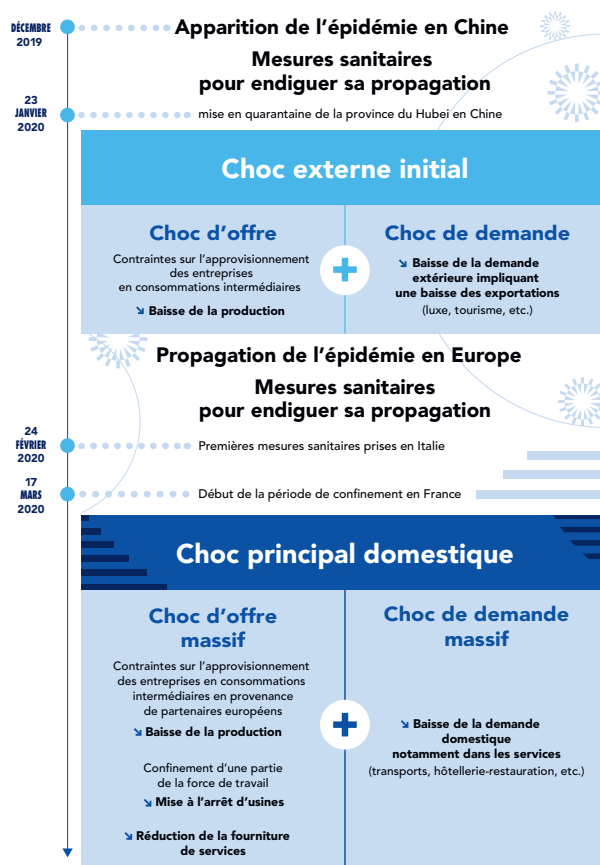 DÉCEMBRE
2019
Apparition de l'épidémie en Chine
Mesures sanitaires
pour endiguer sa propagation
23
JANVIER
2020
mise en quarantaine de la province du Hubei en Chine
Choc externe initial
Choc d'offre
Contraintes sur l'approvisionnement
des entreprises
en consommations intermédiaires
↘ Baisse de la production
+
Choc de demande
↘ Baisse de la demande
extérieure impliquant
une baisse des exportations
(luxe, tourisme, etc.)
Propagation de l'épidémie en Europe
Mesures sanitaires
pour endiguer sa propagation
24
FÉVRIER
2020
Premières mesures sanitaires prises en Italie
17
MARS
2020
Début de la période de confinement en France
Choc principal domestique
Choc d'offre
massif
Contraintes sur l'approvisionnement
des entreprises en consommations
intermédiaires en provenance
de partenaires européens
↘ Baisse de la production
Confinement d'une partie
de la force de travail
↘ Mise à l'arrêt d'usines
↘ Réduction de la fourniture
de services
+
Choc de demande
massif
↘ Baisse de la demande
domestique
notamment dans les services
(transports, hôtellerie-restauration, etc.)